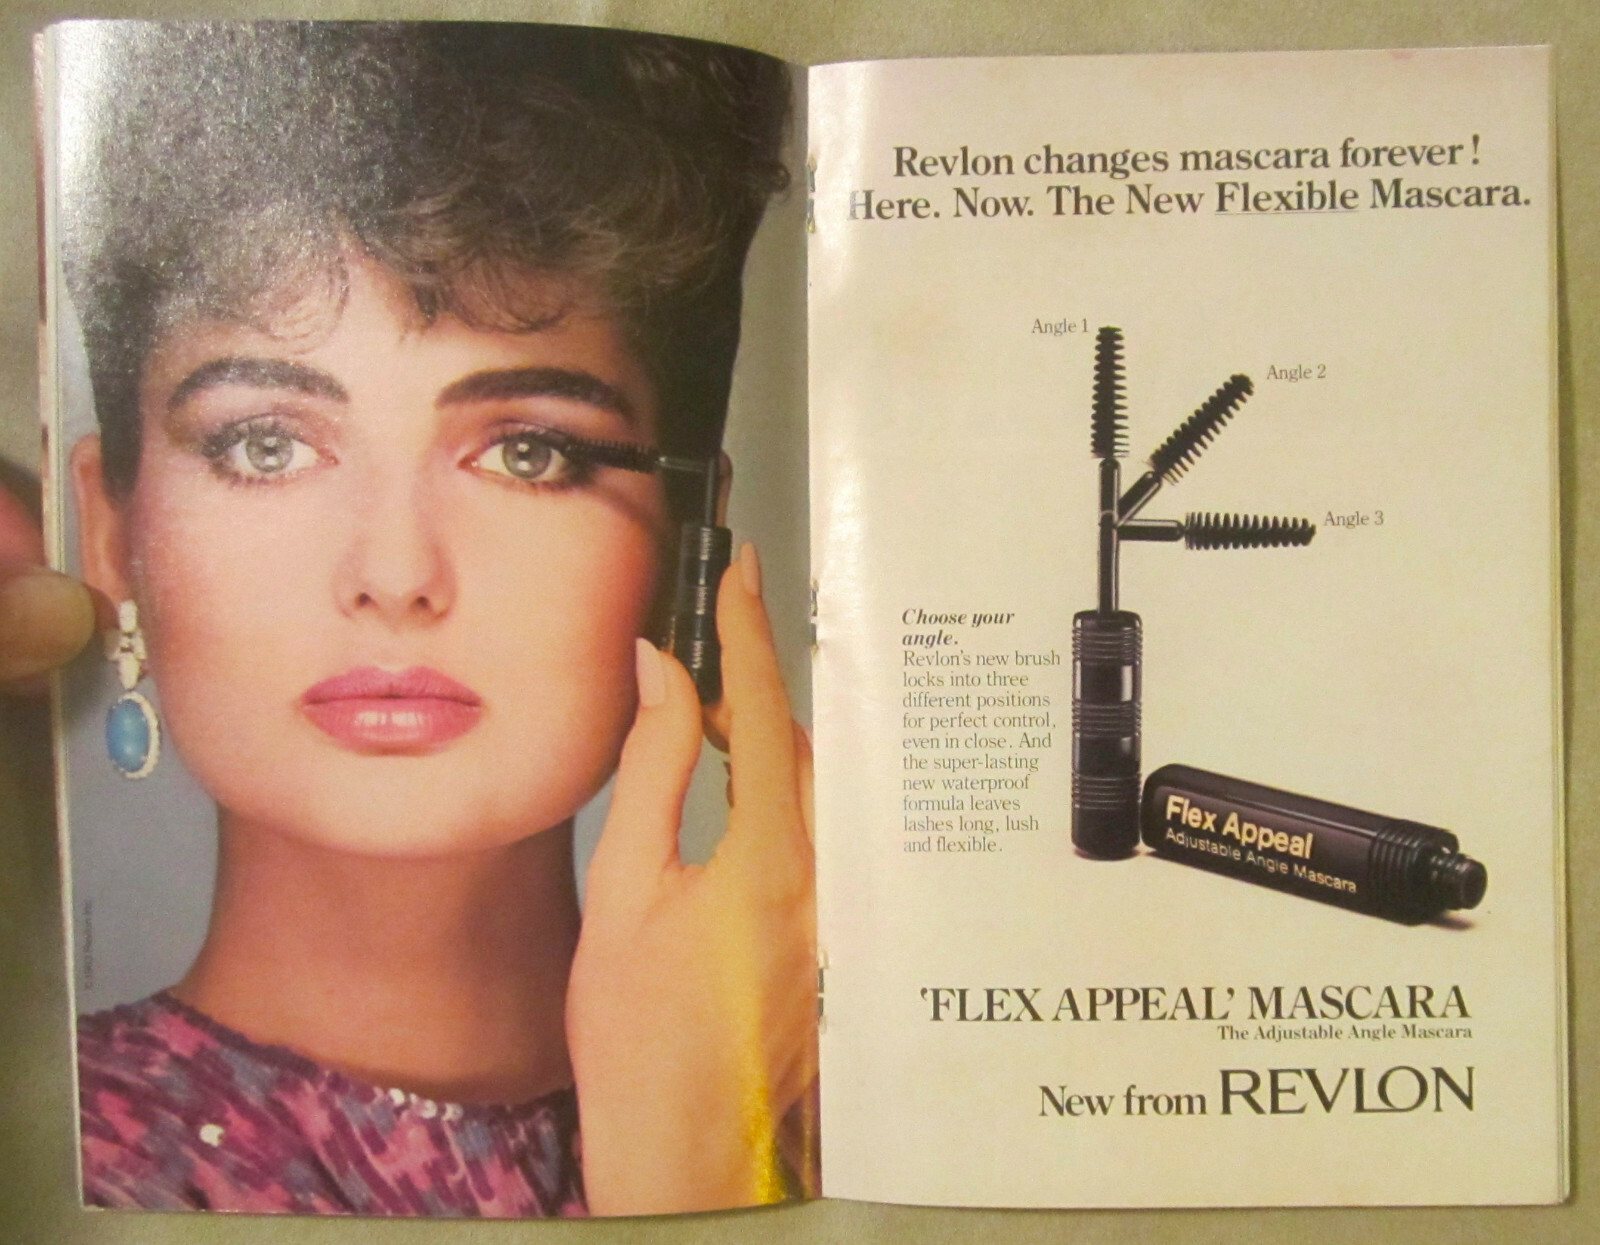 Revlon changes mascara forever!
Here. Now. The New Flexible Mascara.
Angle 1
Angle 2
Angle 3
Choose your
angle.
Revlon's new brush
locks into three
different positions
for perfect control,
even in close. And
the super-lasting
new waterproof
formula leaves
lashes long, lush
and flexible.
Flex Appeal
Adjustable Angle Mascara
'FLEX APPEAL' MASCARA
The Adjustable Angle Mascara
New from REVLON